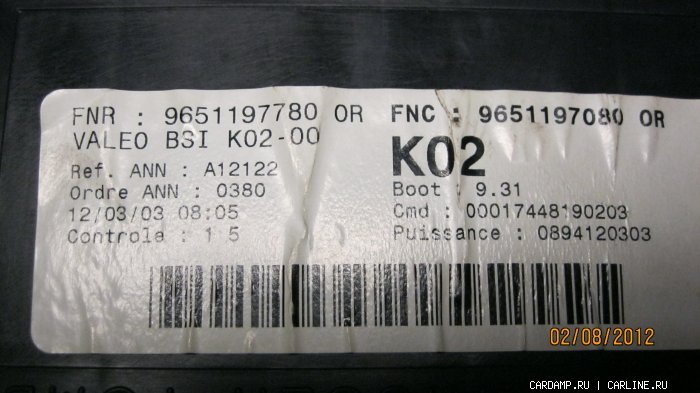 FNR : 9651197780 OR FNC : 9651197080 OR
VALEO BSI K02-00
K02
Ref. ANN : A12122
Ordre ANN : 0380
Boot : 9.31
12/03/03 08:05
Cmd : 00017448190203
Controle : 1 5
Puissance : 0894120303
02/08/2012
CARDAMP.RU | CARLINE.RU